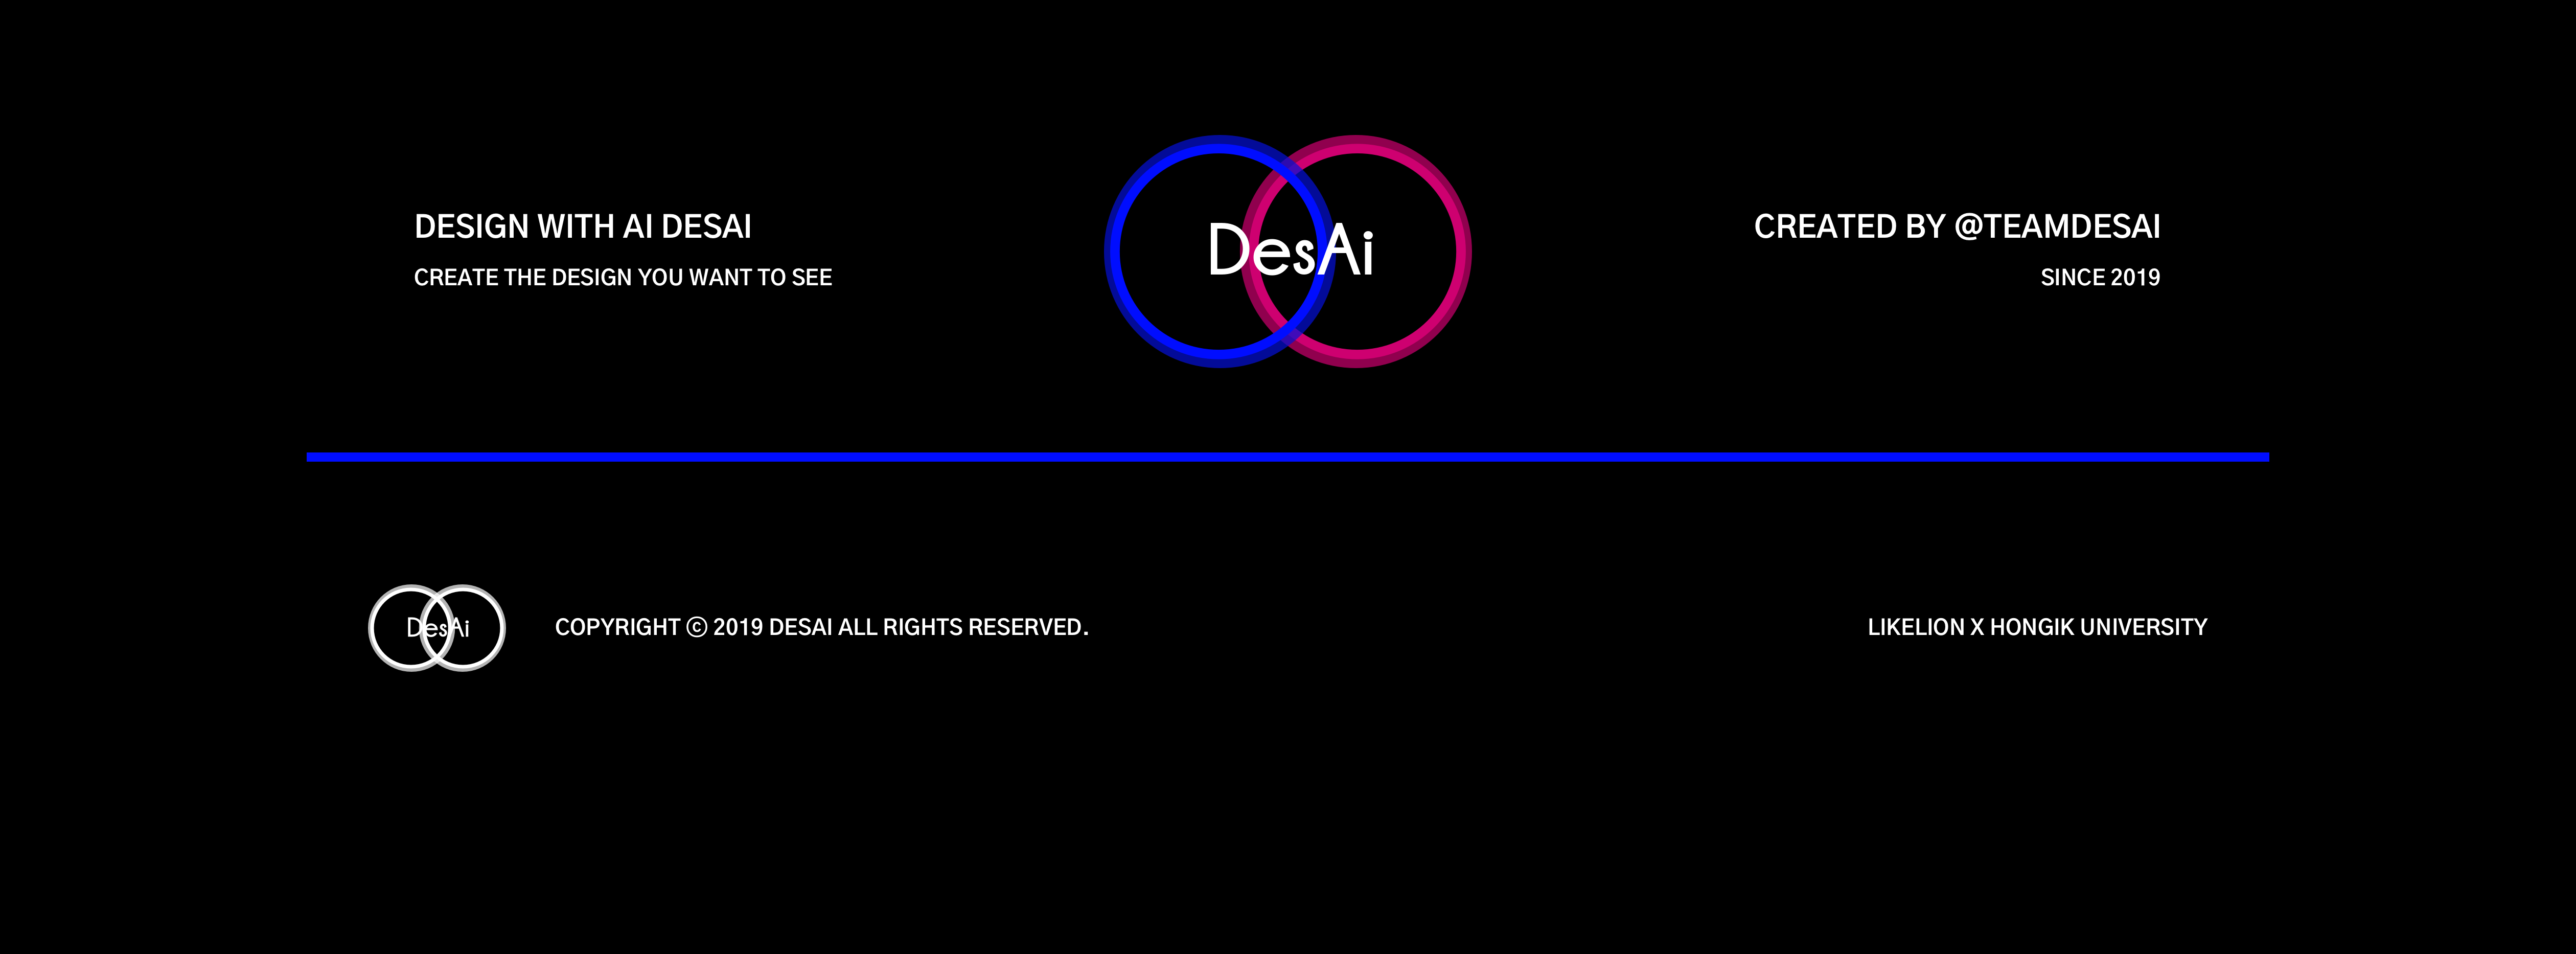 DESIGN WITH AI DESAI
CREATE THE DESIGN YOU WANT TO SEE
DesAi
CREATED BY @TEAMDESAI
SINCE 2019
DesAi
COPYRIGHT ⓒ 2019 DESAI ALL RIGHTS RESERVED.
LIKELION X HONGIK UNIVERSITY